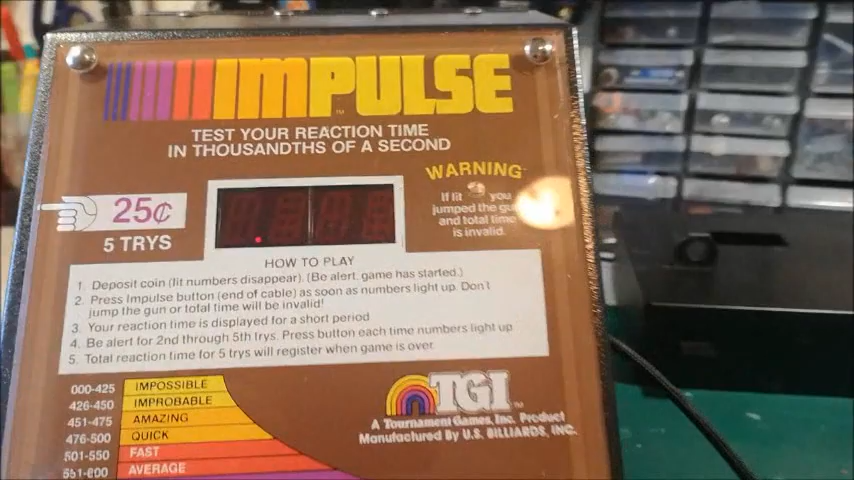 IMPULSE
TM
TEST YOUR REACTION TIME
IN THOUSANDTHS OF A SECOND
WARNING
If lit you
jumped the gun
and total time
is invalid.
25¢
5 TRYS
HOW TO PLAY
1. Deposit coin (lit numbers disappear). (Be alert, game has started.)
2. Press Impulse button (end of cable) as soon as numbers light up. Don't
jump the gun or total time will be invalid!
3. Your reaction time is displayed for a short period
4. Be alert for 2nd through 5th trys. Press button each time numbers light up
5. Total reaction time for 5 trys will register when game is over.
000-425 IMPOSSIBLE
426-450 IMPROBABLE
451-475 AMAZING
476-500 QUICK
501-550 FAST
551-600 AVERAGE
TGI TM
A Tournament Games, Inc. Product
Manufactured By U.S. BILLIARDS, INC.